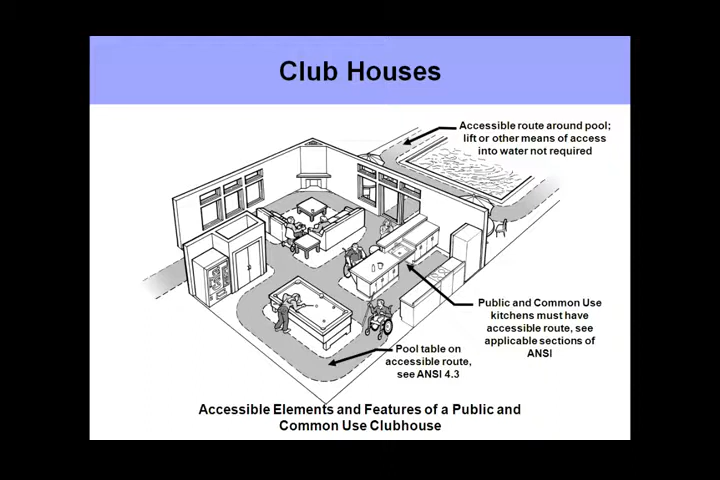 Club Houses
Accessible route around pool;
lift or other means of access
into water not required
Public and Common Use
kitchens must have
accessible route, see
applicable sections of
ANSI
Pool table on
accessible route,
see ANSI 4.3
Accessible Elements and Features of a Public and
Common Use Clubhouse